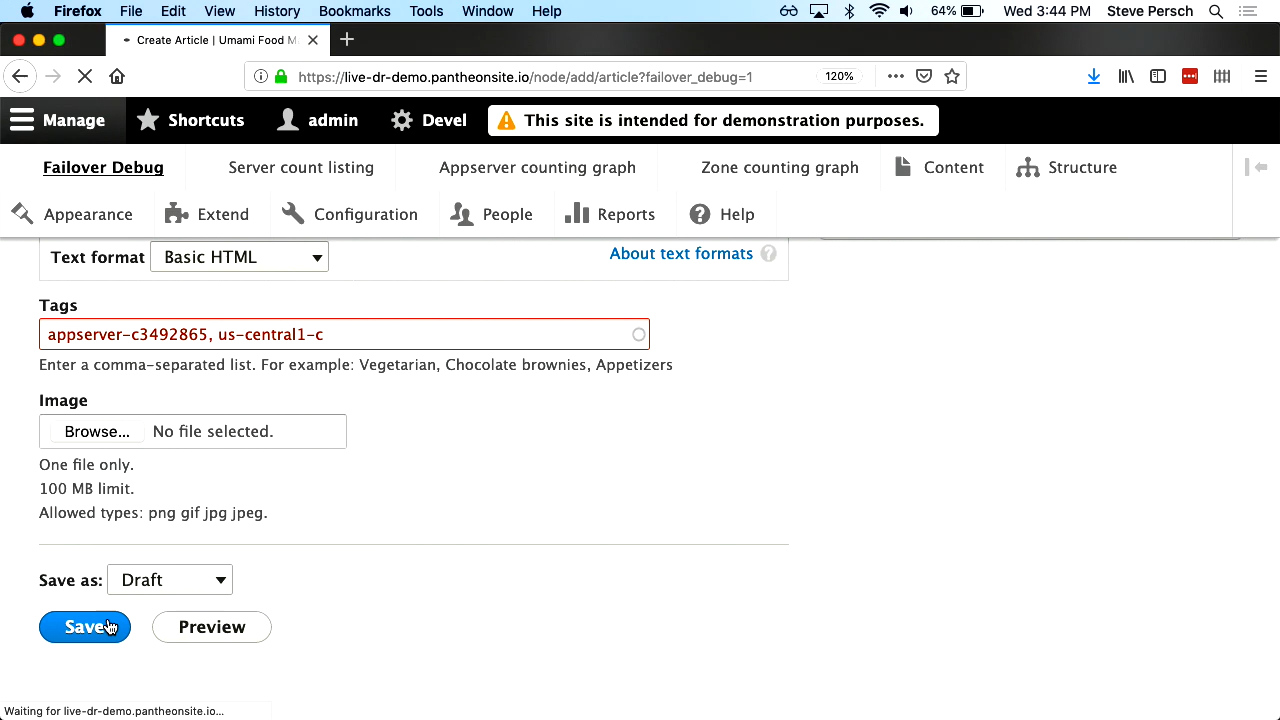 Firefox File Edit View History Bookmarks Tools Window Help 64% Wed 3:44 PM Steve Persch
Create Article | Umami Food M
https://live-dr-demo.pantheonsite.io/node/add/article?failover_debug=1 120%
Manage Shortcuts admin Devel This site is intended for demonstration purposes.
Failover Debug Server count listing Appserver counting graph Zone counting graph Content Structure
Appearance Extend Configuration People Reports Help
Text format Basic HTML About text formats ?
Tags
appserver-c3492865, us-central1-c
Enter a comma-separated list. For example: Vegetarian, Chocolate brownies, Appetizers
Image
Browse... No file selected.
One file only.
100 MB limit.
Allowed types: png gif jpg jpeg.
Save as: Draft
Save Preview
Waiting for live-dr-demo.pantheonsite.io...